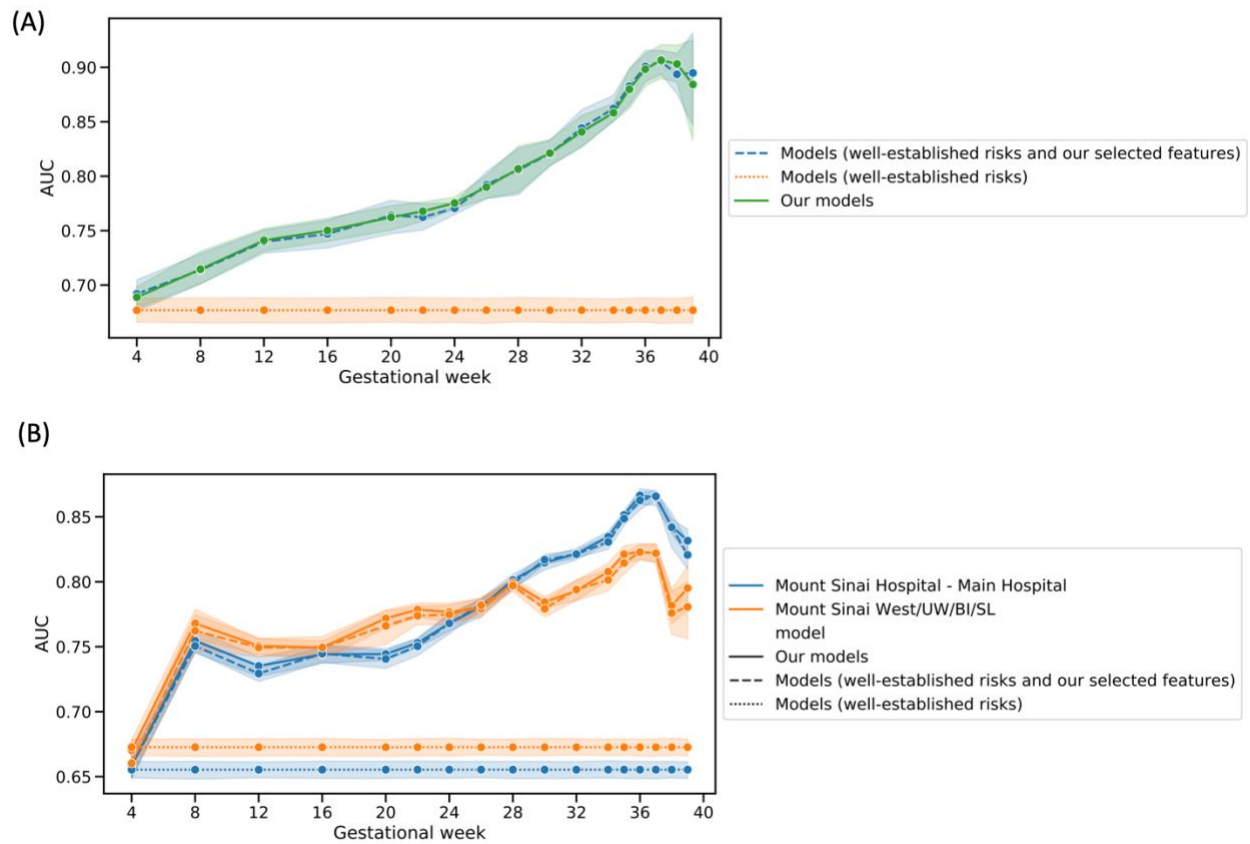 (A)
0.90
0.85
0.80
0.75
0.70
AUC
4 8 12 16 20 24 28 32 36 40
Gestational week
Models (well-established risks and our selected features)
Models (well-established risks)
Our models
(B)
0.85
0.80
0.75
0.70
0.65
AUC
4 8 12 16 20 24 28 32 36 40
Gestational week
Mount Sinai Hospital - Main Hospital
Mount Sinai West/UW/BI/SL
model
Our models
Models (well-established risks and our selected features)
Models (well-established risks)